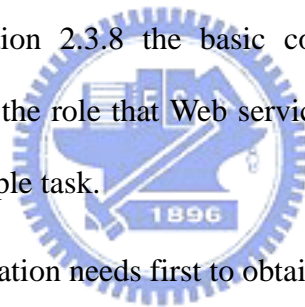 ion 2.3.8 the basic co
the role that Web servic
ple task.
1896
ation needs first to obtai